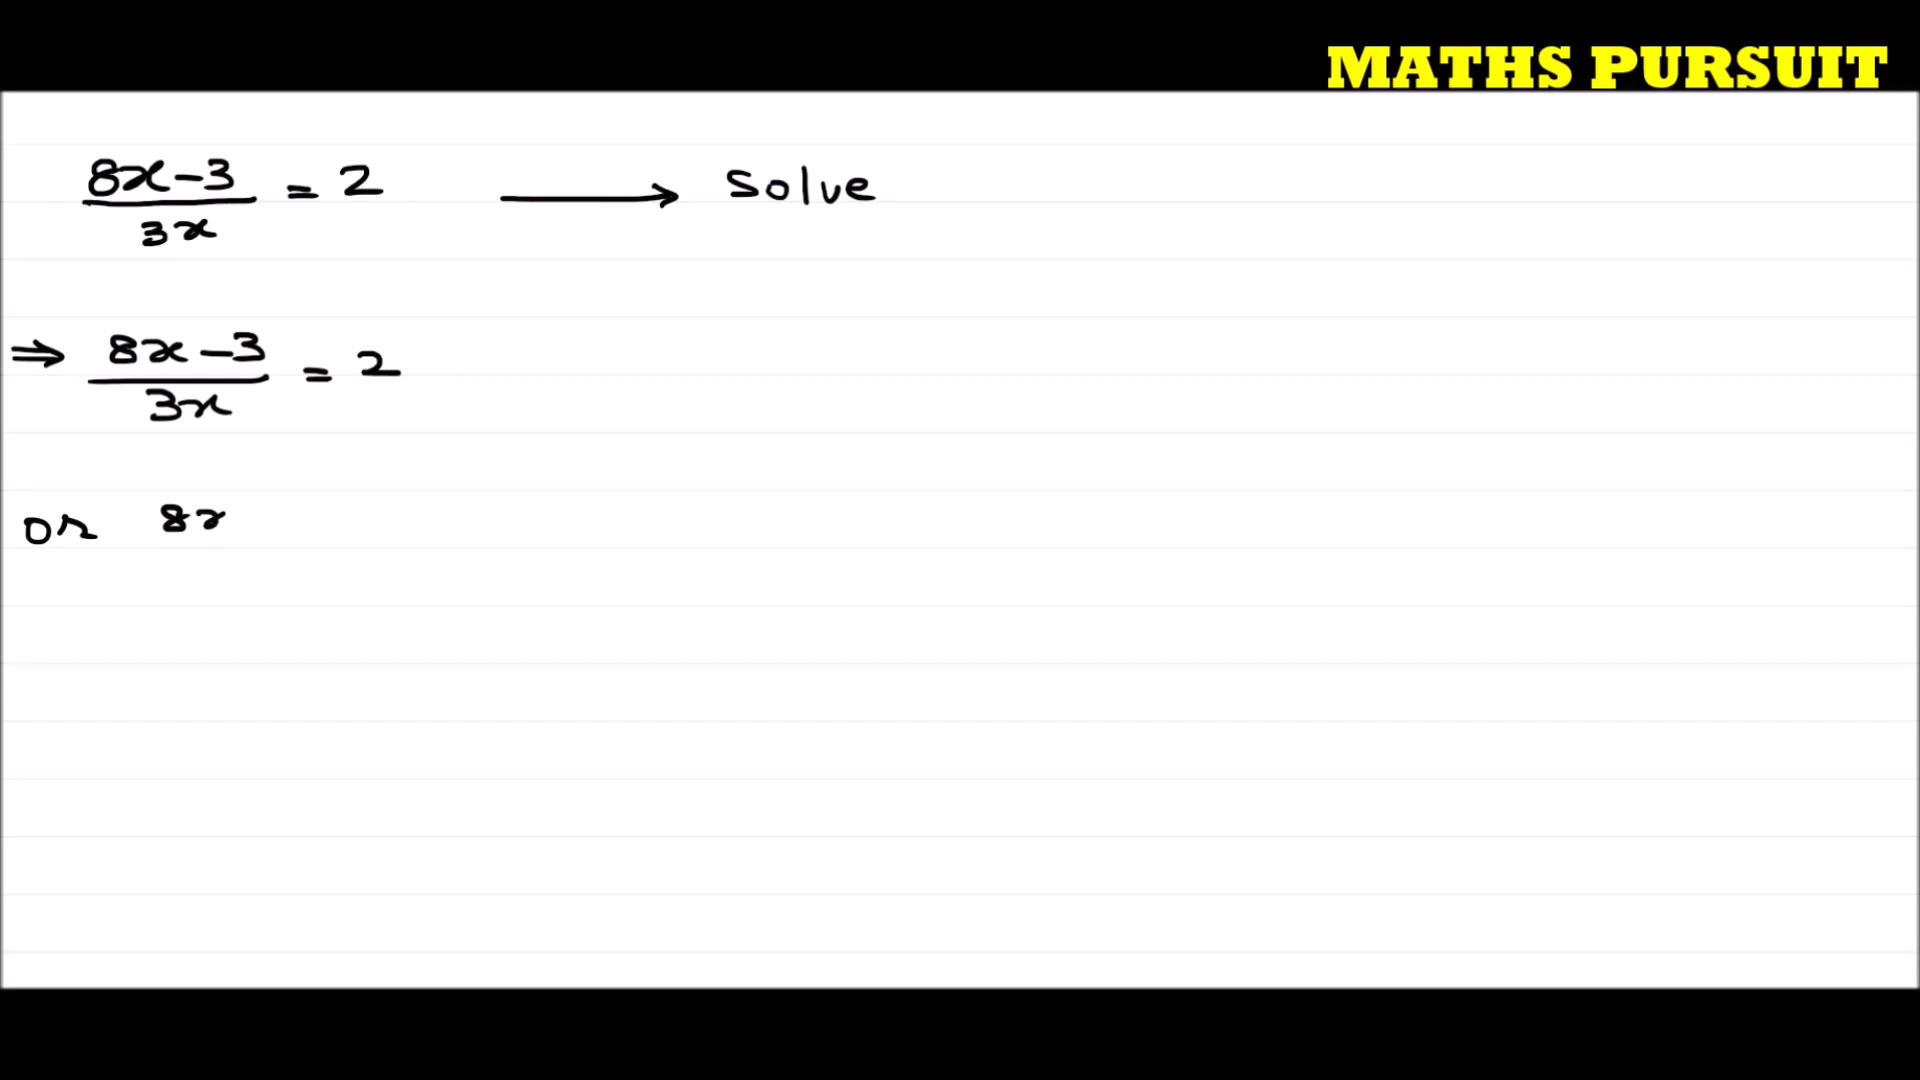 MATHS PURSUIT
8x-3/3x = 2 → Solve
⇒ 8x-3/3x = 2
or 8x